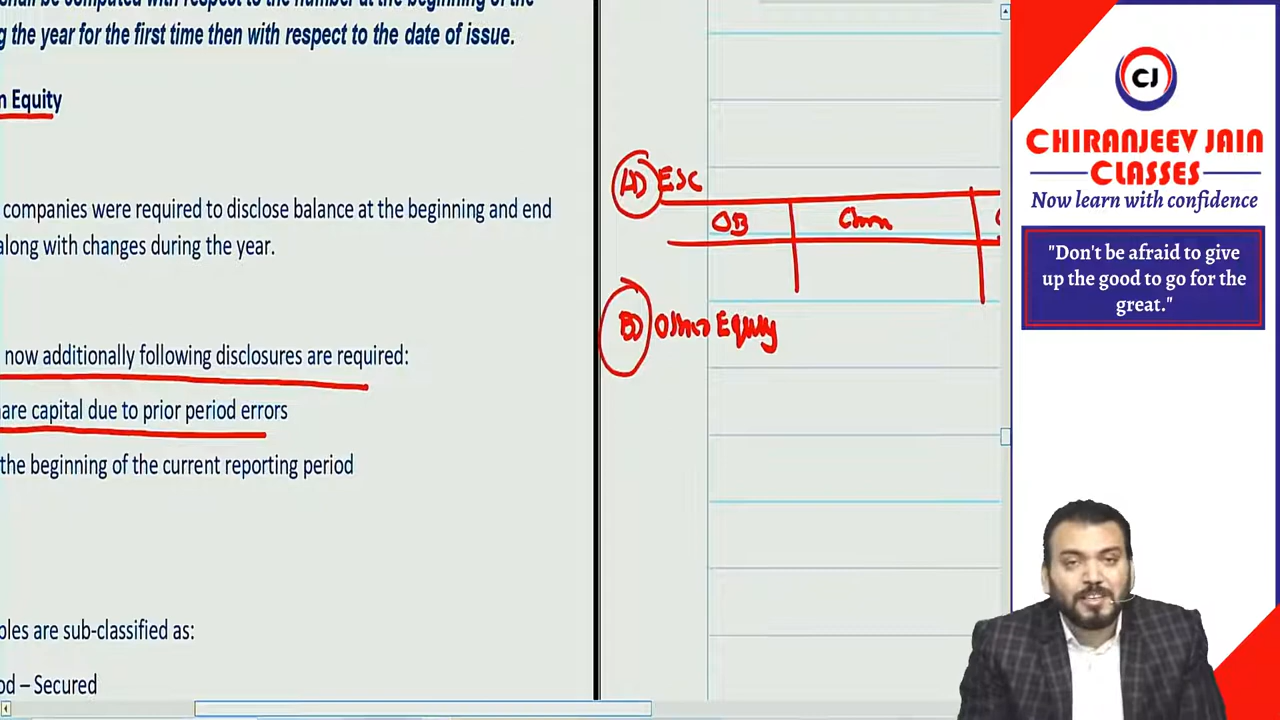 shall be computed with respect to the number at the beginning of the
g the year for the first time then with respect to the date of issue.
n Equity
companies were required to disclose balance at the beginning and end
along with changes during the year.
now additionally following disclosures are required:
are capital due to prior period errors
the beginning of the current reporting period
bles are sub-classified as:
od – Secured
A) ESC
OB
B) Other Equity
CJ
CHIRANJEEV JAIN
CLASSES
Now learn with confidence
"Don't be afraid to give
up the good to go for the
great."